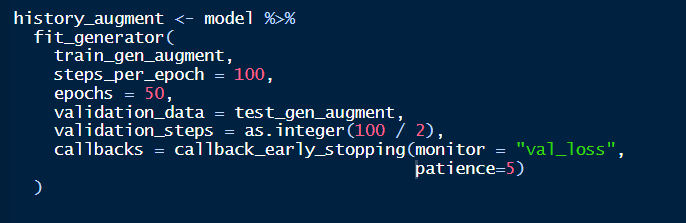 history_augment <- model %>%
  fit_generator(
    train_gen_augment,
    steps_per_epoch = 100,
    epochs = 50,
    validation_data = test_gen_augment,
    validation_steps = as.integer(100 / 2),
    callbacks = callback_early_stopping(monitor = "val_loss",
                                        patience=5)
  )